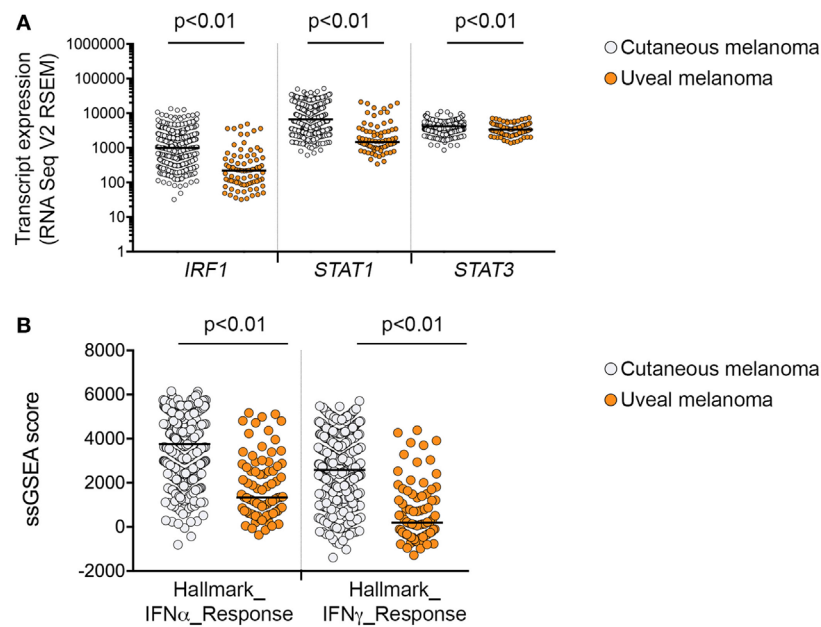 A
p<0.01
p<0.01
p<0.01
Transcript expression
(RNA Seq V2 RSEM)
1000000
100000
10000
1000
100
10
1
IRF1
STAT1
STAT3
Cutaneous melanoma
Uveal melanoma
B
p<0.01
p<0.01
ssGSEA score
8000
6000
4000
2000
0
-2000
Hallmark_
IFNα_Response
Hallmark_
IFNγ_Response
Cutaneous melanoma
Uveal melanoma